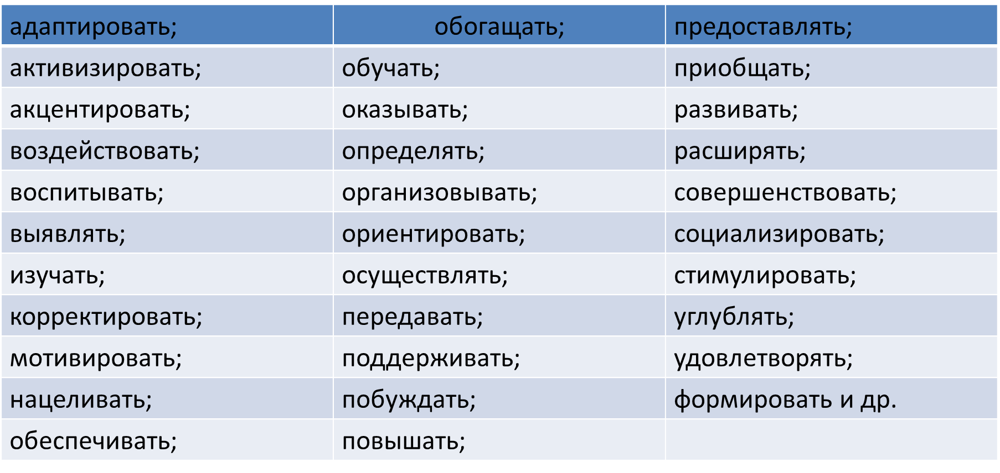 адаптировать; обогащать; предоставлять;
активизировать; обучать; приобщать;
акцентировать; оказывать; развивать;
воздействовать; определять; расширять;
воспитывать; организовывать; совершенствовать;
выявлять; ориентировать; социализировать;
изучать; осуществлять; стимулировать;
корректировать; передавать; углублять;
мотивировать; поддерживать; удовлетворять;
нацеливать; побуждать; формировать и др.
обеспечивать; повышать;